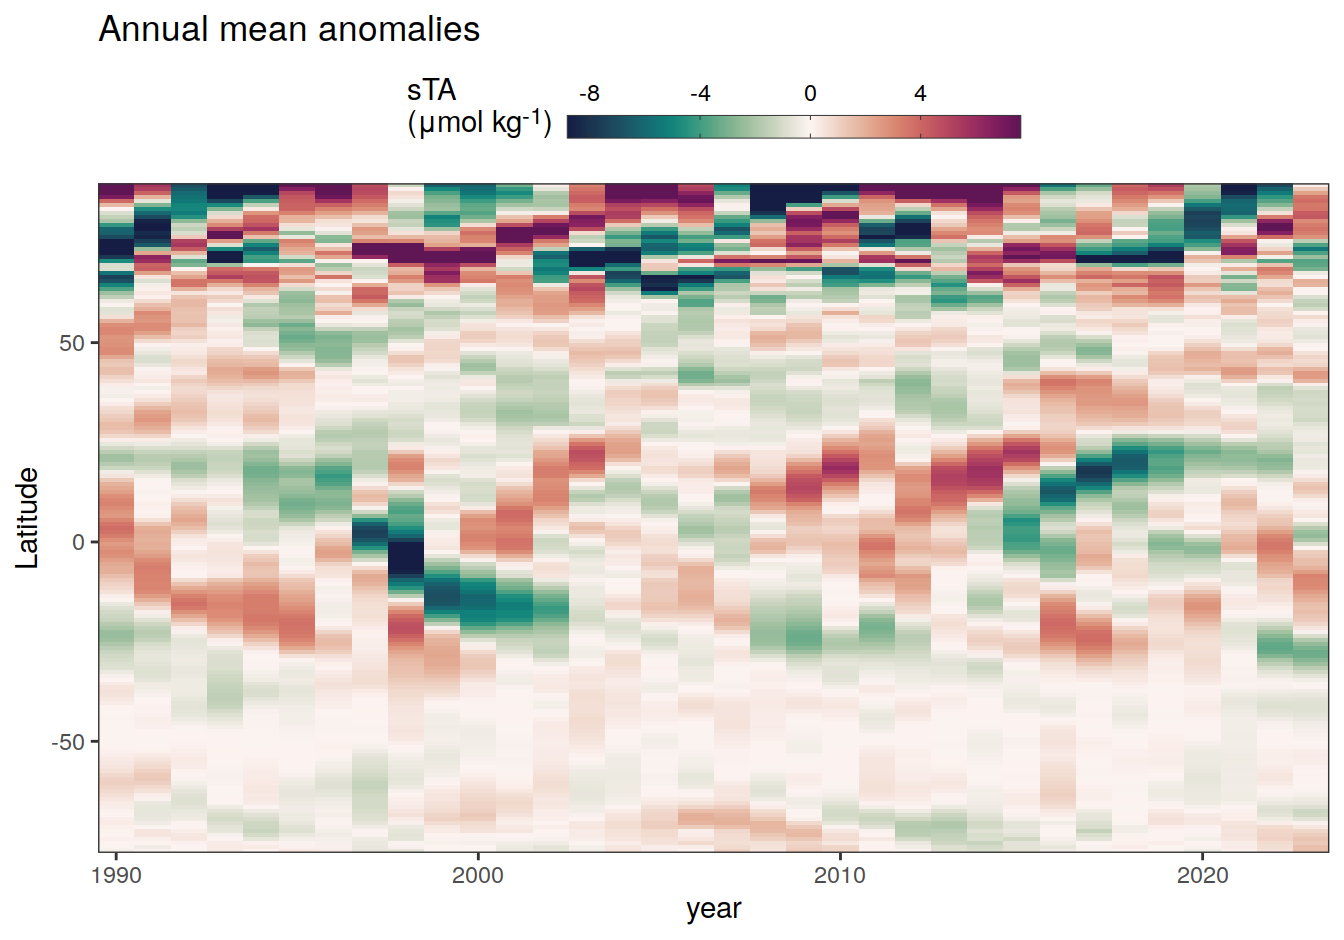 Annual mean anomalies
sTA
(µmol kg⁻¹)
-8 -4 0 4
50
0
-50
Latitude
1990 2000 2010 2020
year